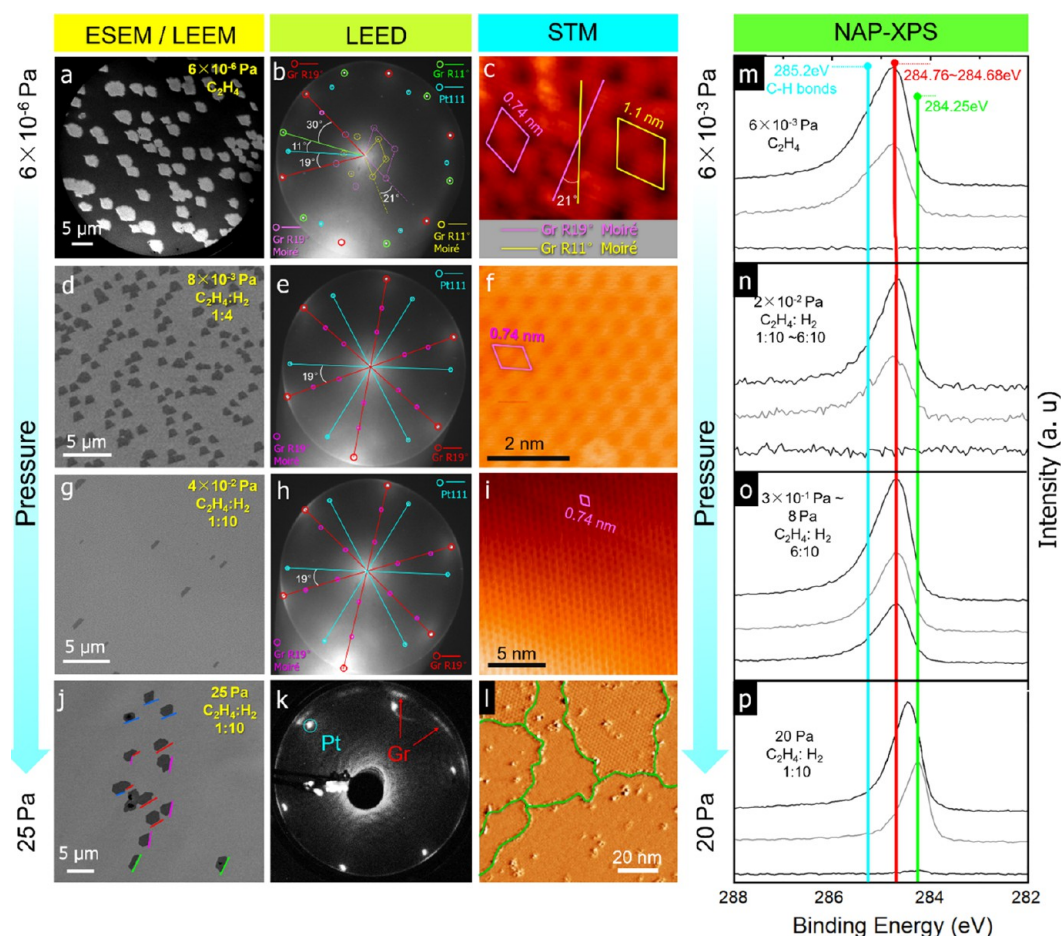 ESEM / LEEM
LEED
STM
NAP-XPS
6×10⁻⁶ Pa
Pressure
25 Pa
a
6×10⁻⁶ Pa
C₂H₄
5 μm
b
Gr R19°
Gr R11°
Pt111
30°
11°
19°
21°
Gr R19°
Moiré
Gr R11°
Moiré
c
0.74 nm
1.1 nm
21°
Gr R19° Moiré
Gr R11° Moiré
d
8×10⁻³ Pa
C₂H₄:H₂
1:4
5 μm
e
Pt111
19°
Gr R19°
Moiré
Gr R19°
f
0.74 nm
2 nm
g
4×10⁻² Pa
C₂H₄:H₂
1:10
5 μm
h
Pt111
19°
Gr R19°
Moiré
Gr R19°
i
0.74 nm
5 nm
j
25 Pa
C₂H₄:H₂
1:10
5 μm
k
Pt
Gr
l
20 nm
6×10⁻³ Pa
Pressure
20 Pa
m
285.2eV
C-H bonds
284.76~284.68eV
284.25eV
6×10⁻³ Pa
C₂H₄
n
2×10⁻² Pa
C₂H₄: H₂
1:10 ~6:10
o
3×10⁻¹ Pa ~
8 Pa
C₂H₄: H₂
6:10
p
20 Pa
C₂H₄: H₂
1:10
Intensity (a. u)
288 286 284 282
Binding Energy (eV)